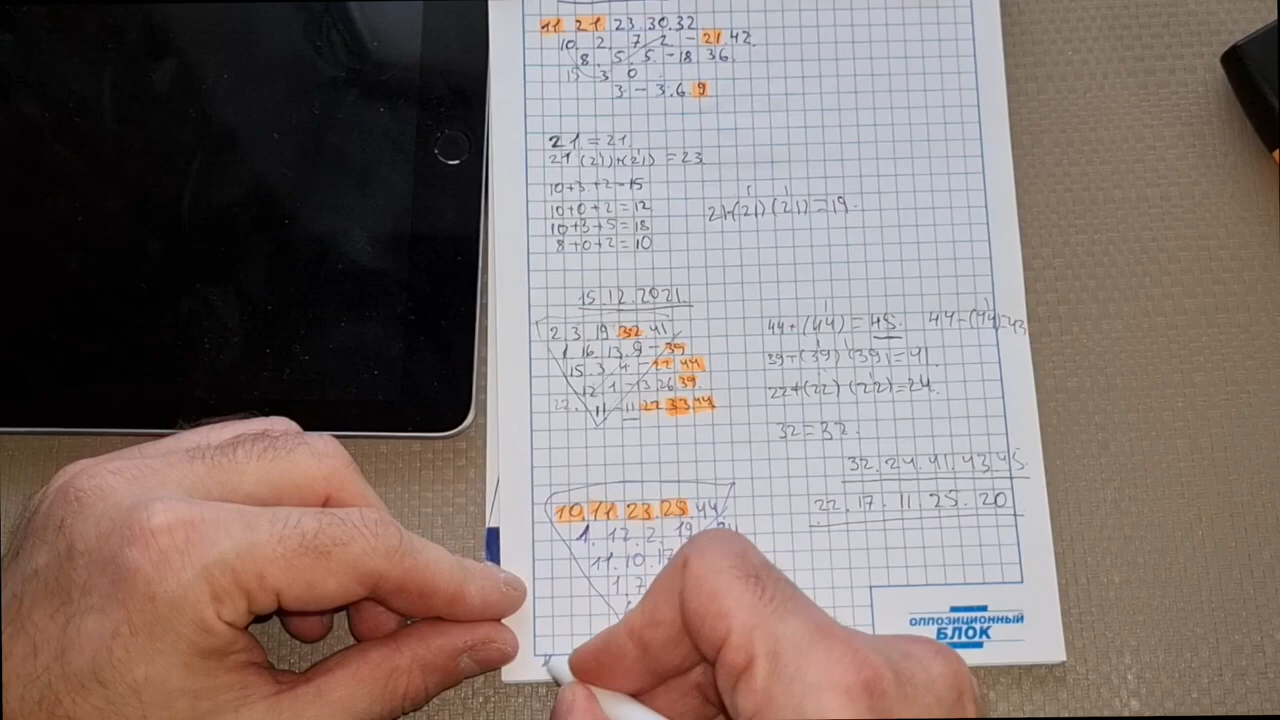 11 21. 23.30.32
10. 2. 7 2 - 21.42.
8. 5. 5. - 18 36.
15 3 0
3 - 3.6.9
21. = 21.
21 (21)+(21) = 23.
10+3+2=15
10+0+2=12
10+3+5=18
8+0+2=10
21-(21) (21)=19.
15.12.2021.
2 3 19 32 41
1 16 13 9 - 39
15 3 4 - 22 44
12 1 - 13 26 39.
22. 11 - 11 22 33 44
44+(44) = 45. 44-(44)=43
39+(39) (39)=41
22+(22) (22)=24.
32=32.
32. 24. 41. 43. 45.
22. 17. 11. 25. 20
10. 11. 23. 25 44
1. 12. 2. 19
11. 10. 17
1. 7
ОППОЗИЦИОННЫЙ
БЛОК